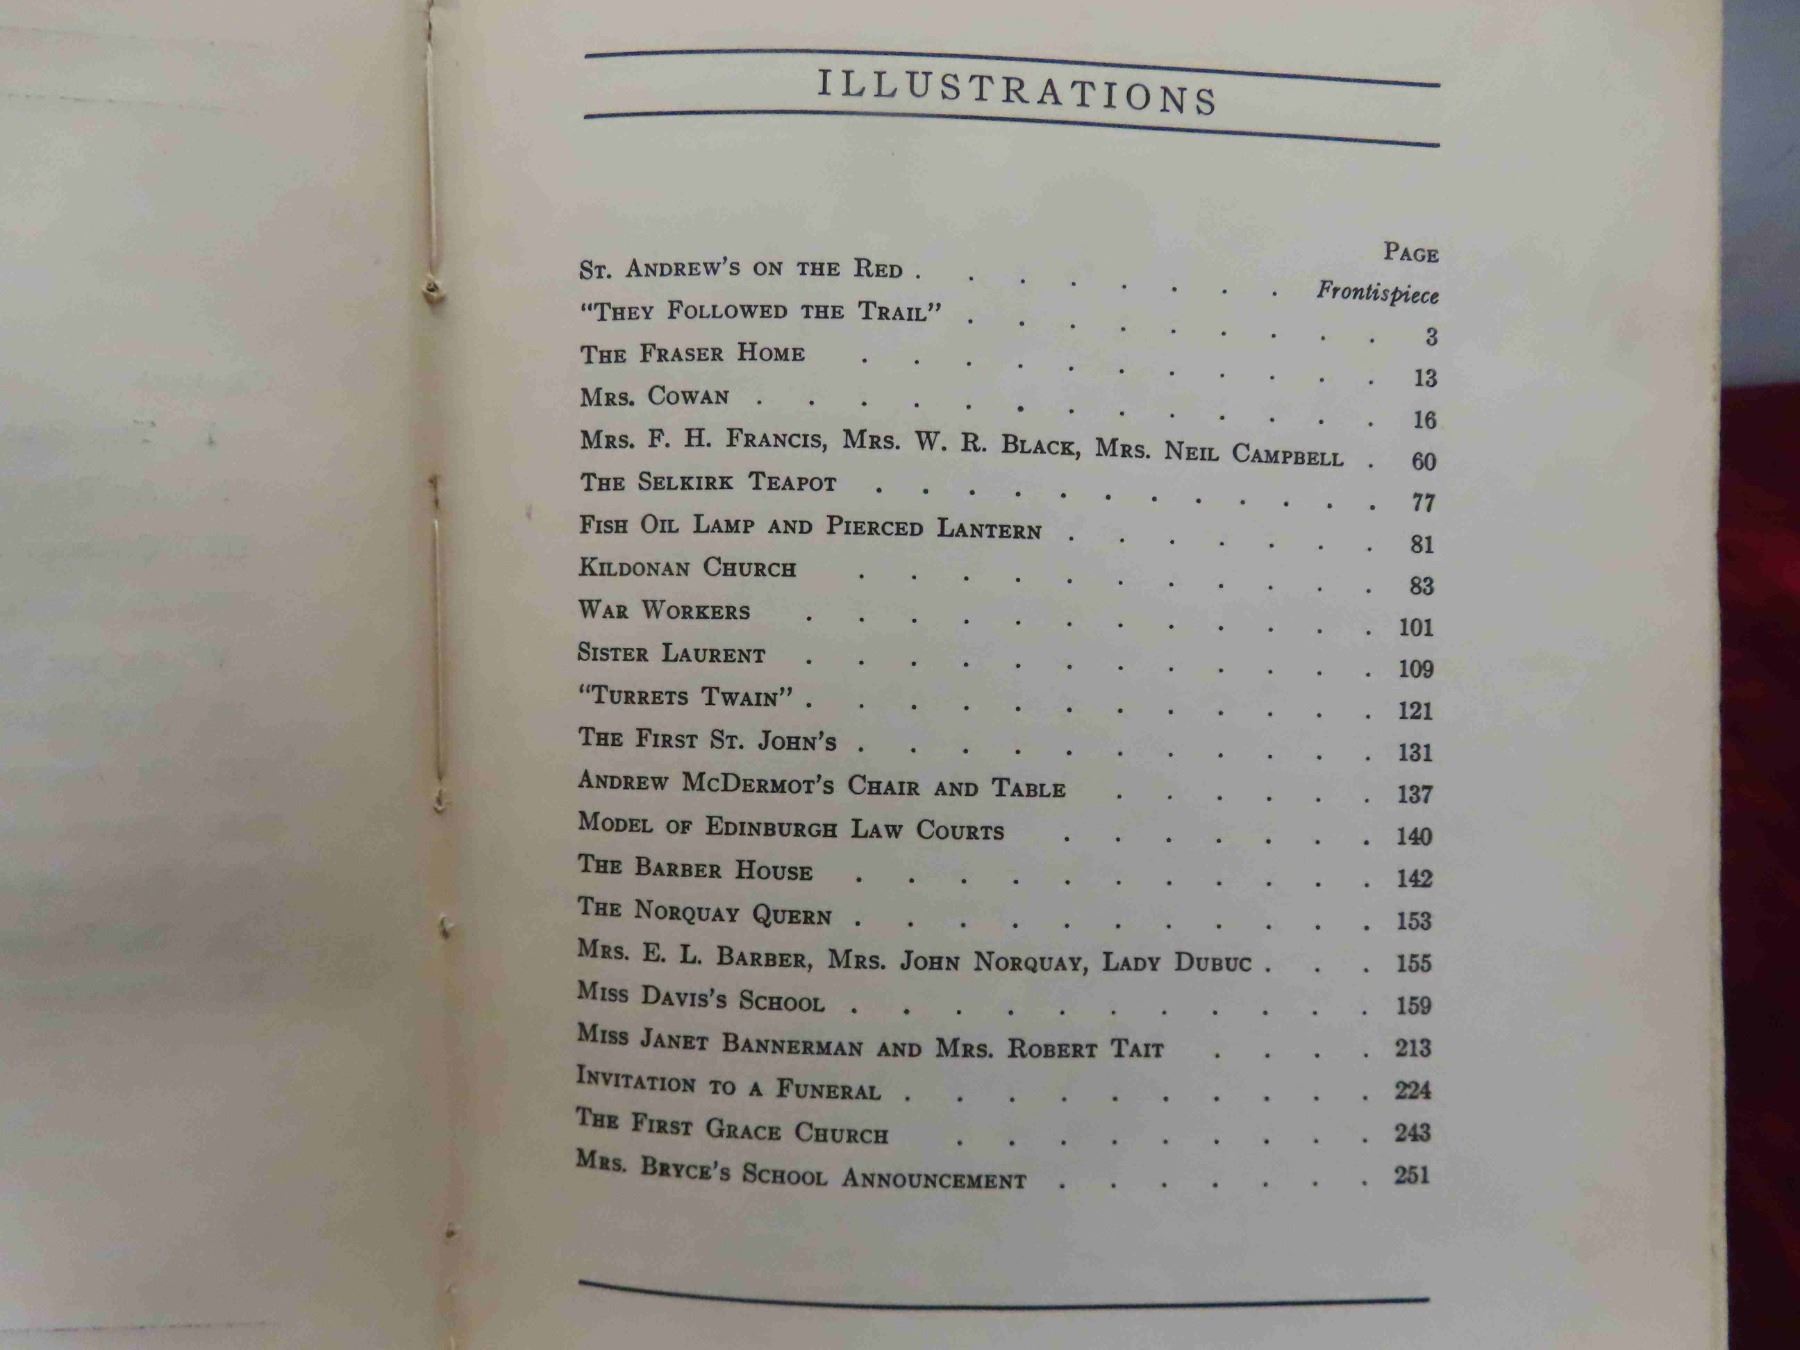 ILLUSTRATIONS
PAGE
ST. ANDREW'S ON THE RED . . . . . . . . Frontispiece
"THEY FOLLOWED THE TRAIL" . . . . . . . . . 3
THE FRASER HOME . . . . . . . . . . . 13
MRS. COWAN . . . . . . . . . . . . . 16
MRS. F. H. FRANCIS, MRS. W. R. BLACK, MRS. NEIL CAMPBELL . 60
THE SELKIRK TEAPOT . . . . . . . . . . . . 77
FISH OIL LAMP AND PIERCED LANTERN . . . . . . . 81
KILDONAN CHURCH . . . . . . . . . . . 83
WAR WORKERS . . . . . . . . . . . . 101
SISTER LAURENT . . . . . . . . . . . . 109
"TURRETS TWAIN" . . . . . . . . . . . . 121
THE FIRST ST. JOHN'S . . . . . . . . . . . 131
ANDREW MCDERMOT'S CHAIR AND TABLE . . . . . . 137
MODEL OF EDINBURGH LAW COURTS . . . . . . . 140
THE BARBER HOUSE . . . . . . . . . . . 142
THE NORQUAY QUERN . . . . . . . . . . . 153
MRS. E. L. BARBER, MRS. JOHN NORQUAY, LADY DUBUC . . . 155
MISS DAVIS'S SCHOOL . . . . . . . . . . . 159
MISS JANET BANNERMAN AND MRS. ROBERT TAIT . . . . 213
INVITATION TO A FUNERAL . . . . . . . . . . 224
THE FIRST GRACE CHURCH . . . . . . . . . 243
MRS. BRYCE'S SCHOOL ANNOUNCEMENT . . . . . . . 251